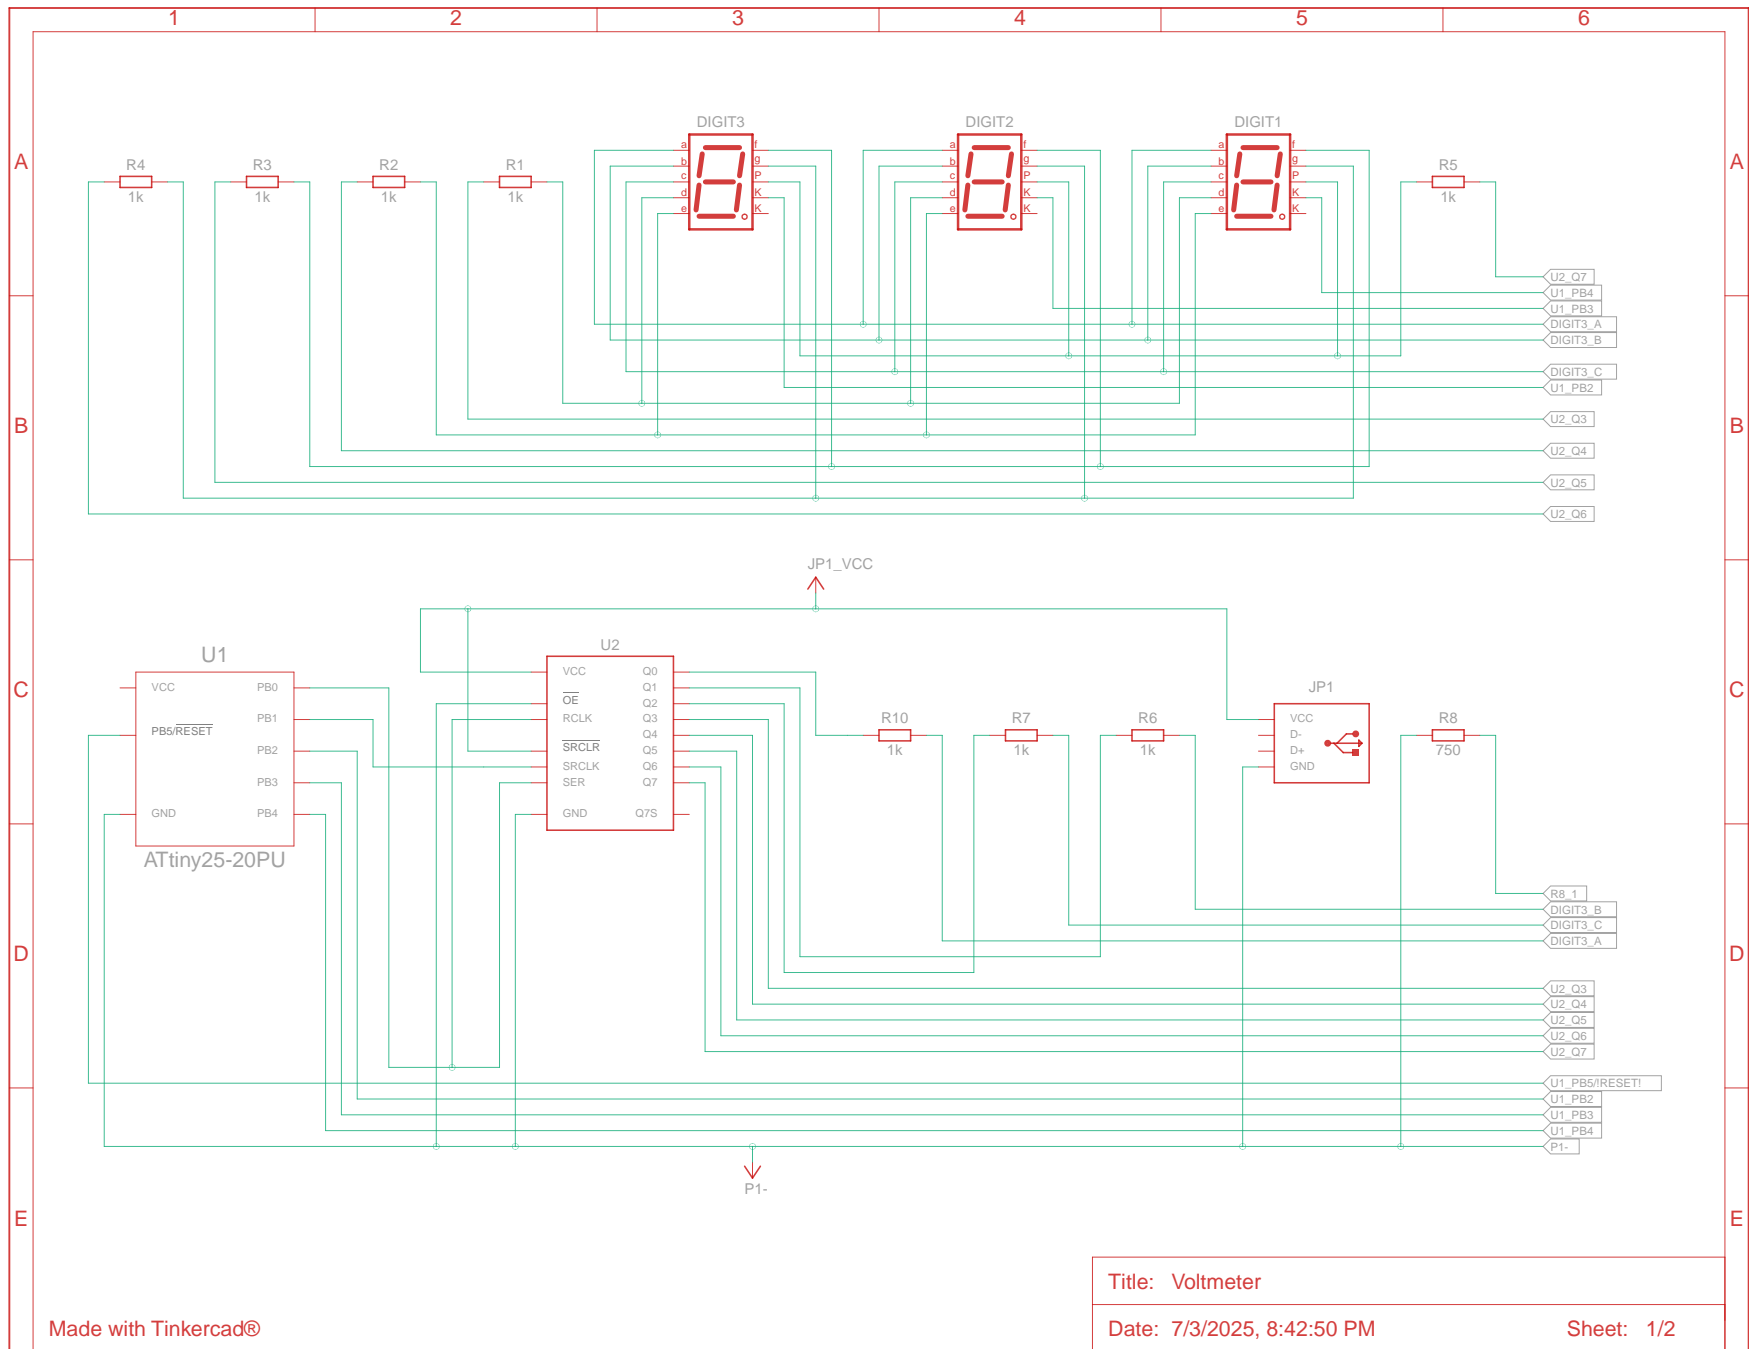 1 2 3 4 5 6
DIGIT3 DIGIT2 DIGIT1
a f a f a f
b g b g b g
A R4 R3 R2 R1 c P c P c P R5 A
1k 1k 1k 1k d K d K d K 1k
e K e K e K
U2_Q7
U1_PB4
U1_PB3
DIGIT3_A
DIGIT3_B
DIGIT3_C
U1_PB2
B U2_Q3 B
U2_Q4
U2_Q5
U2_Q6
JP1_VCC
U1 U2
VCC Q0
C VCC PB0 Q1 JP1 C
OE Q2
PB1 RCLK Q3 R10 R7 R6 VCC R8
PB5/RESET Q4 D-
PB2 SRCLR Q5 1k 1k 1k D+ 750
SRCLK Q6 GND
PB3 SER Q7
GND PB4 GND Q7S
ATtiny25-20PU
R8_1
DIGIT3_B
DIGIT3_C
DIGIT3_A
D D
U2_Q3
U2_Q4
U2_Q5
U2_Q6
U2_Q7
U1_PB5/!RESET!
U1_PB2
U1_PB3
U1_PB4
P1-
P1-
E E
Title: Voltmeter
Made with Tinkercad® Date: 7/3/2025, 8:42:50 PM Sheet: 1/2